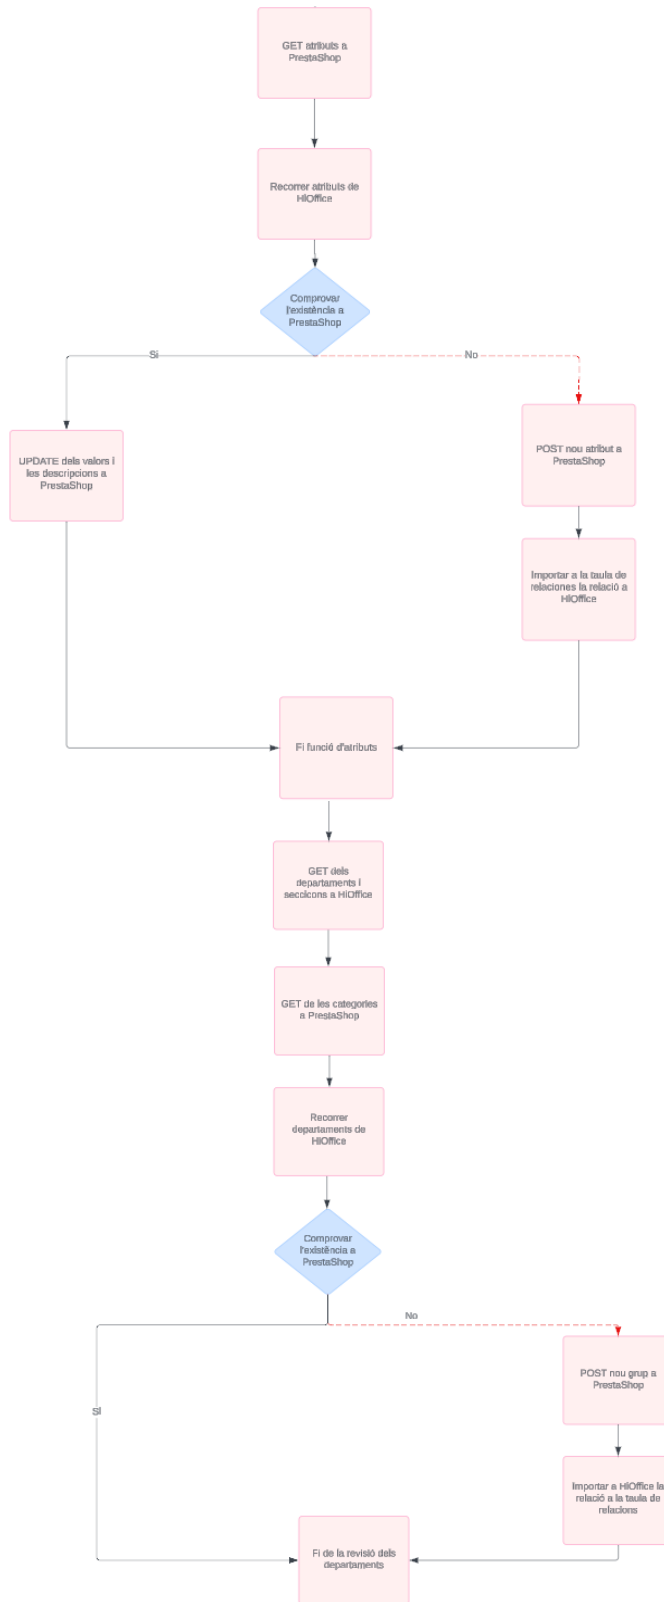 GET atributs a
PrestaShop
Recorrer atributs de
HiOffice
Comprovar
l'existència a
PrestaShop
Si
No
UPDATE dels valors i
les descripcions a
PrestaShop
POST nou atribut a
PrestaShop
Importar a la taula de
relaciones la relació a
HiOffice
Fi funció d'atributs
GET dels
departaments i
seccicons a HiOffice
GET de les categories
a PrestaShop
Recorrer
departaments de
HiOffice
Comprovar
l'existència a
PrestaShop
No
Si
POST nou grup a
PrestaShop
Importar a HiOffice la
relació a la taula de
relacions
Fi de la revisió dels
departaments